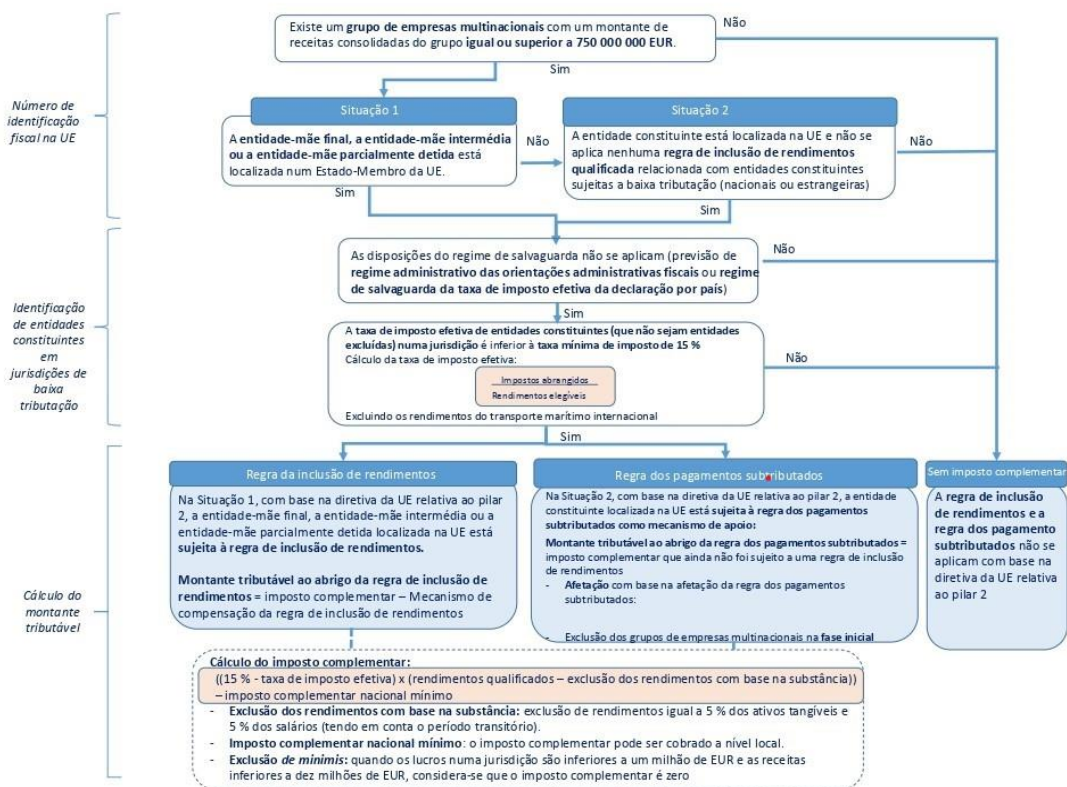 Existe um grupo de empresas multinacionais com um montante de
receitas consolidadas do grupo igual ou superior a 750 000 000 EUR.
Não
Sim
Número de
identificação
fiscal na UE
Situação 1
A entidade-mãe final, a entidade-mãe intermédia
ou a entidade-mãe parcialmente detida está
localizada num Estado-Membro da UE.
Não
Situação 2
A entidade constituinte está localizada na UE e não se
aplica nenhuma regra de inclusão de rendimentos
qualificada relacionada com entidades constituintes
sujeitas a baixa tributação (nacionais ou estrangeiras)
Não
Sim
Sim
Identificação
de entidades
constituintes
em
jurisdições de
baixa
tributação
As disposições do regime de salvaguarda não se aplicam (previsão de
regime administrativo das orientações administrativas fiscais ou regime
de salvaguarda da taxa de imposto efetiva da declaração por país)
Não
Sim
A taxa de imposto efetiva de entidades constituintes (que não sejam entidades
excluídas) numa jurisdição é inferior à taxa mínima de imposto de 15 %
Cálculo da taxa de imposto efetiva:
Impostos abrangidos
Rendimentos elegíveis
Excluindo os rendimentos do transporte marítimo internacional
Não
Sim
Cálculo do
montante
tributável
Regra da inclusão de rendimentos
Na Situação 1, com base na diretiva da UE relativa ao pilar
2, a entidade-mãe final, a entidade-mãe intermédia ou a
entidade-mãe parcialmente detida localizada na UE está
sujeita à regra de inclusão de rendimentos.
Montante tributável ao abrigo da regra de inclusão de
rendimentos = imposto complementar – Mecanismo de
compensação da regra de inclusão de rendimentos
Regra dos pagamentos subtributados
Na Situação 2, com base na diretiva da UE relativa ao pilar 2, a entidade
constituinte localizada na UE está sujeita à regra dos pagamentos
subtributados como mecanismo de apoio:
Montante tributável ao abrigo da regra dos pagamentos subtributados =
imposto complementar que ainda não foi sujeito a uma regra de inclusão
de rendimentos
- Afetação com base na afetação da regra dos pagamentos
subtributados:
- Exclusão dos grupos de empresas multinacionais na fase inicial
Sem imposto complementar
A regra de inclusão
de rendimentos e a
regra dos pagamento
subtributados não se
aplicam com base na
diretiva da UE relativa
ao pilar 2
Cálculo do imposto complementar:
((15 % - taxa de imposto efetiva) x (rendimentos qualificados – exclusão dos rendimentos com base na substância))
– imposto complementar nacional mínimo
- Exclusão dos rendimentos com base na substância: exclusão de rendimentos igual a 5 % dos ativos tangíveis e
5 % dos salários (tendo em conta o período transitório).
- Imposto complementar nacional mínimo: o imposto complementar pode ser cobrado a nível local.
- Exclusão de minimis: quando os lucros numa jurisdição são inferiores a um milhão de EUR e as receitas
inferiores a dez milhões de EUR, considera-se que o imposto complementar é zero